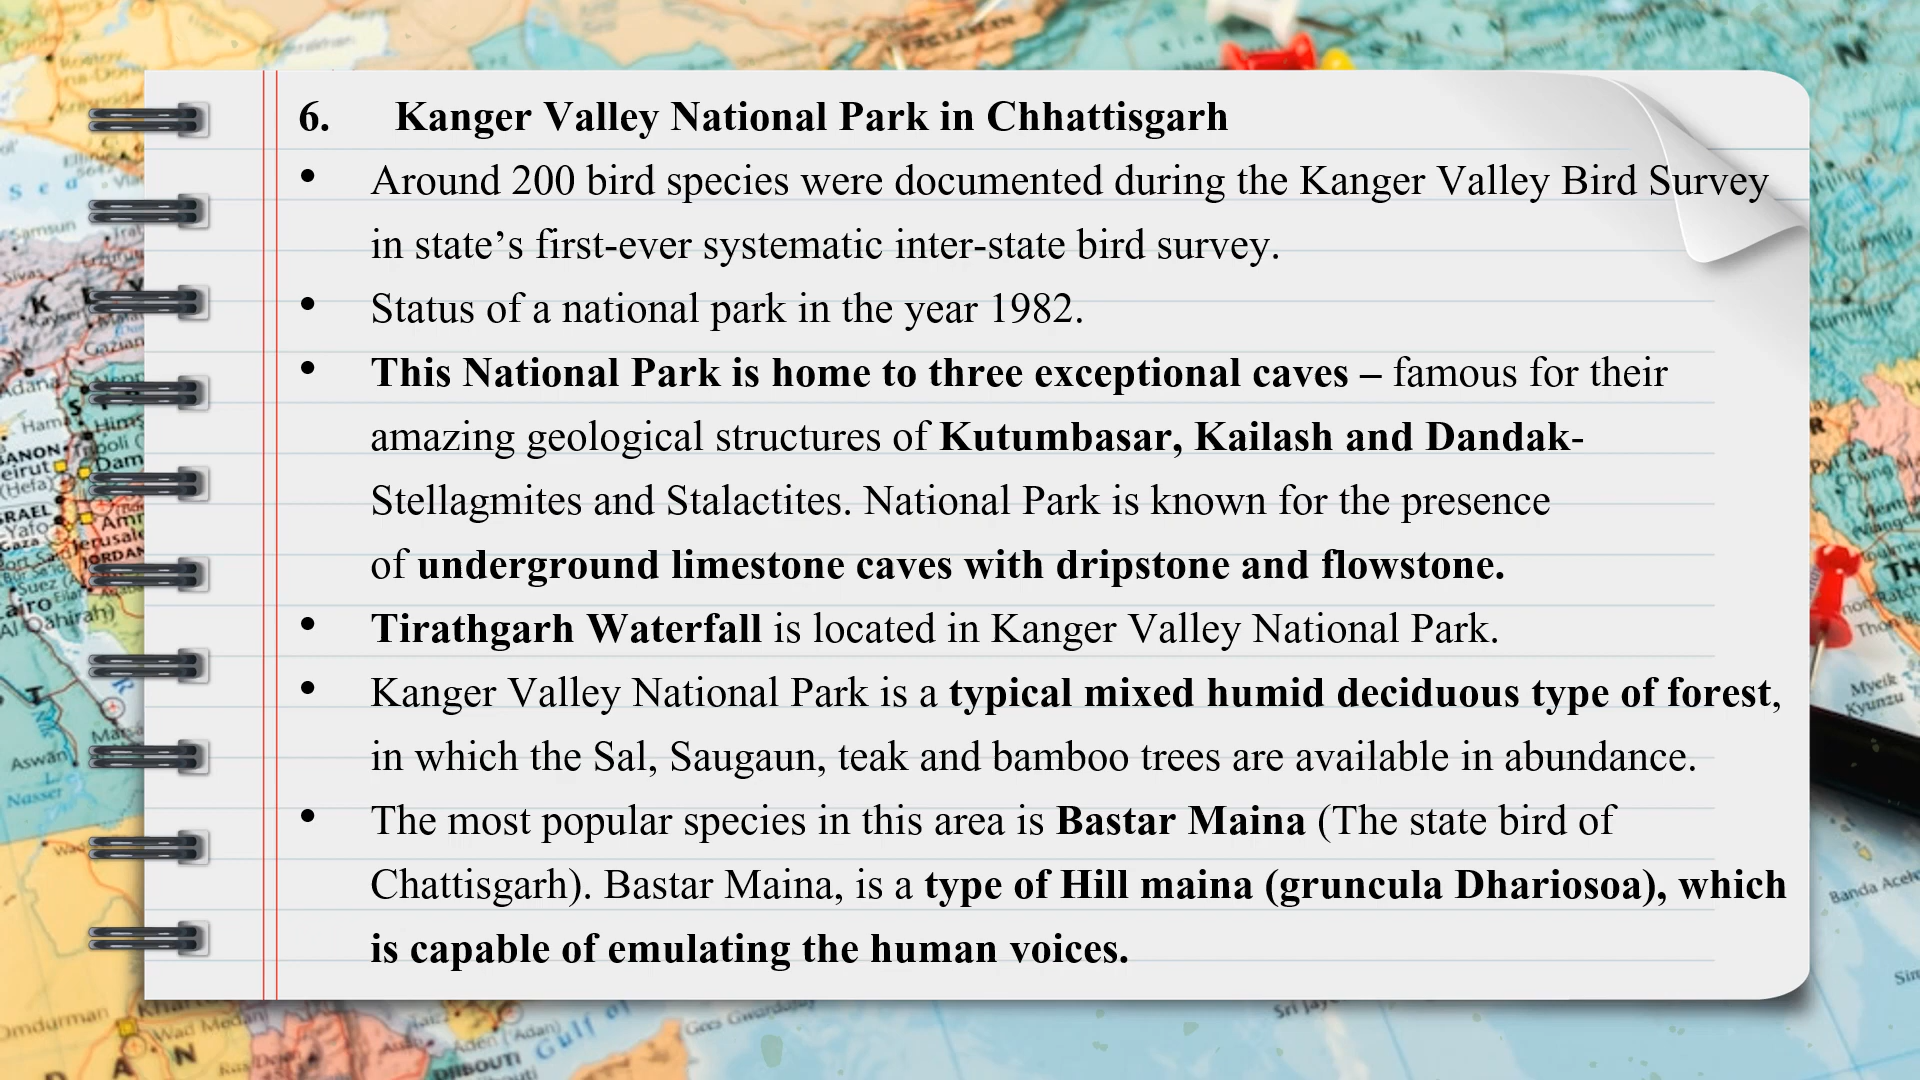 6. Kanger Valley National Park in Chhattisgarh
• Around 200 bird species were documented during the Kanger Valley Bird Survey
in state’s first-ever systematic inter-state bird survey.
• Status of a national park in the year 1982.
• This National Park is home to three exceptional caves – famous for their
amazing geological structures of Kutumbasar, Kailash and Dandak-
Stellagmites and Stalactites. National Park is known for the presence
of underground limestone caves with dripstone and flowstone.
• Tirathgarh Waterfall is located in Kanger Valley National Park.
• Kanger Valley National Park is a typical mixed humid deciduous type of forest,
in which the Sal, Saugaun, teak and bamboo trees are available in abundance.
• The most popular species in this area is Bastar Maina (The state bird of
Chattisgarh). Bastar Maina, is a type of Hill maina (gruncula Dhariosoa), which
is capable of emulating the human voices.